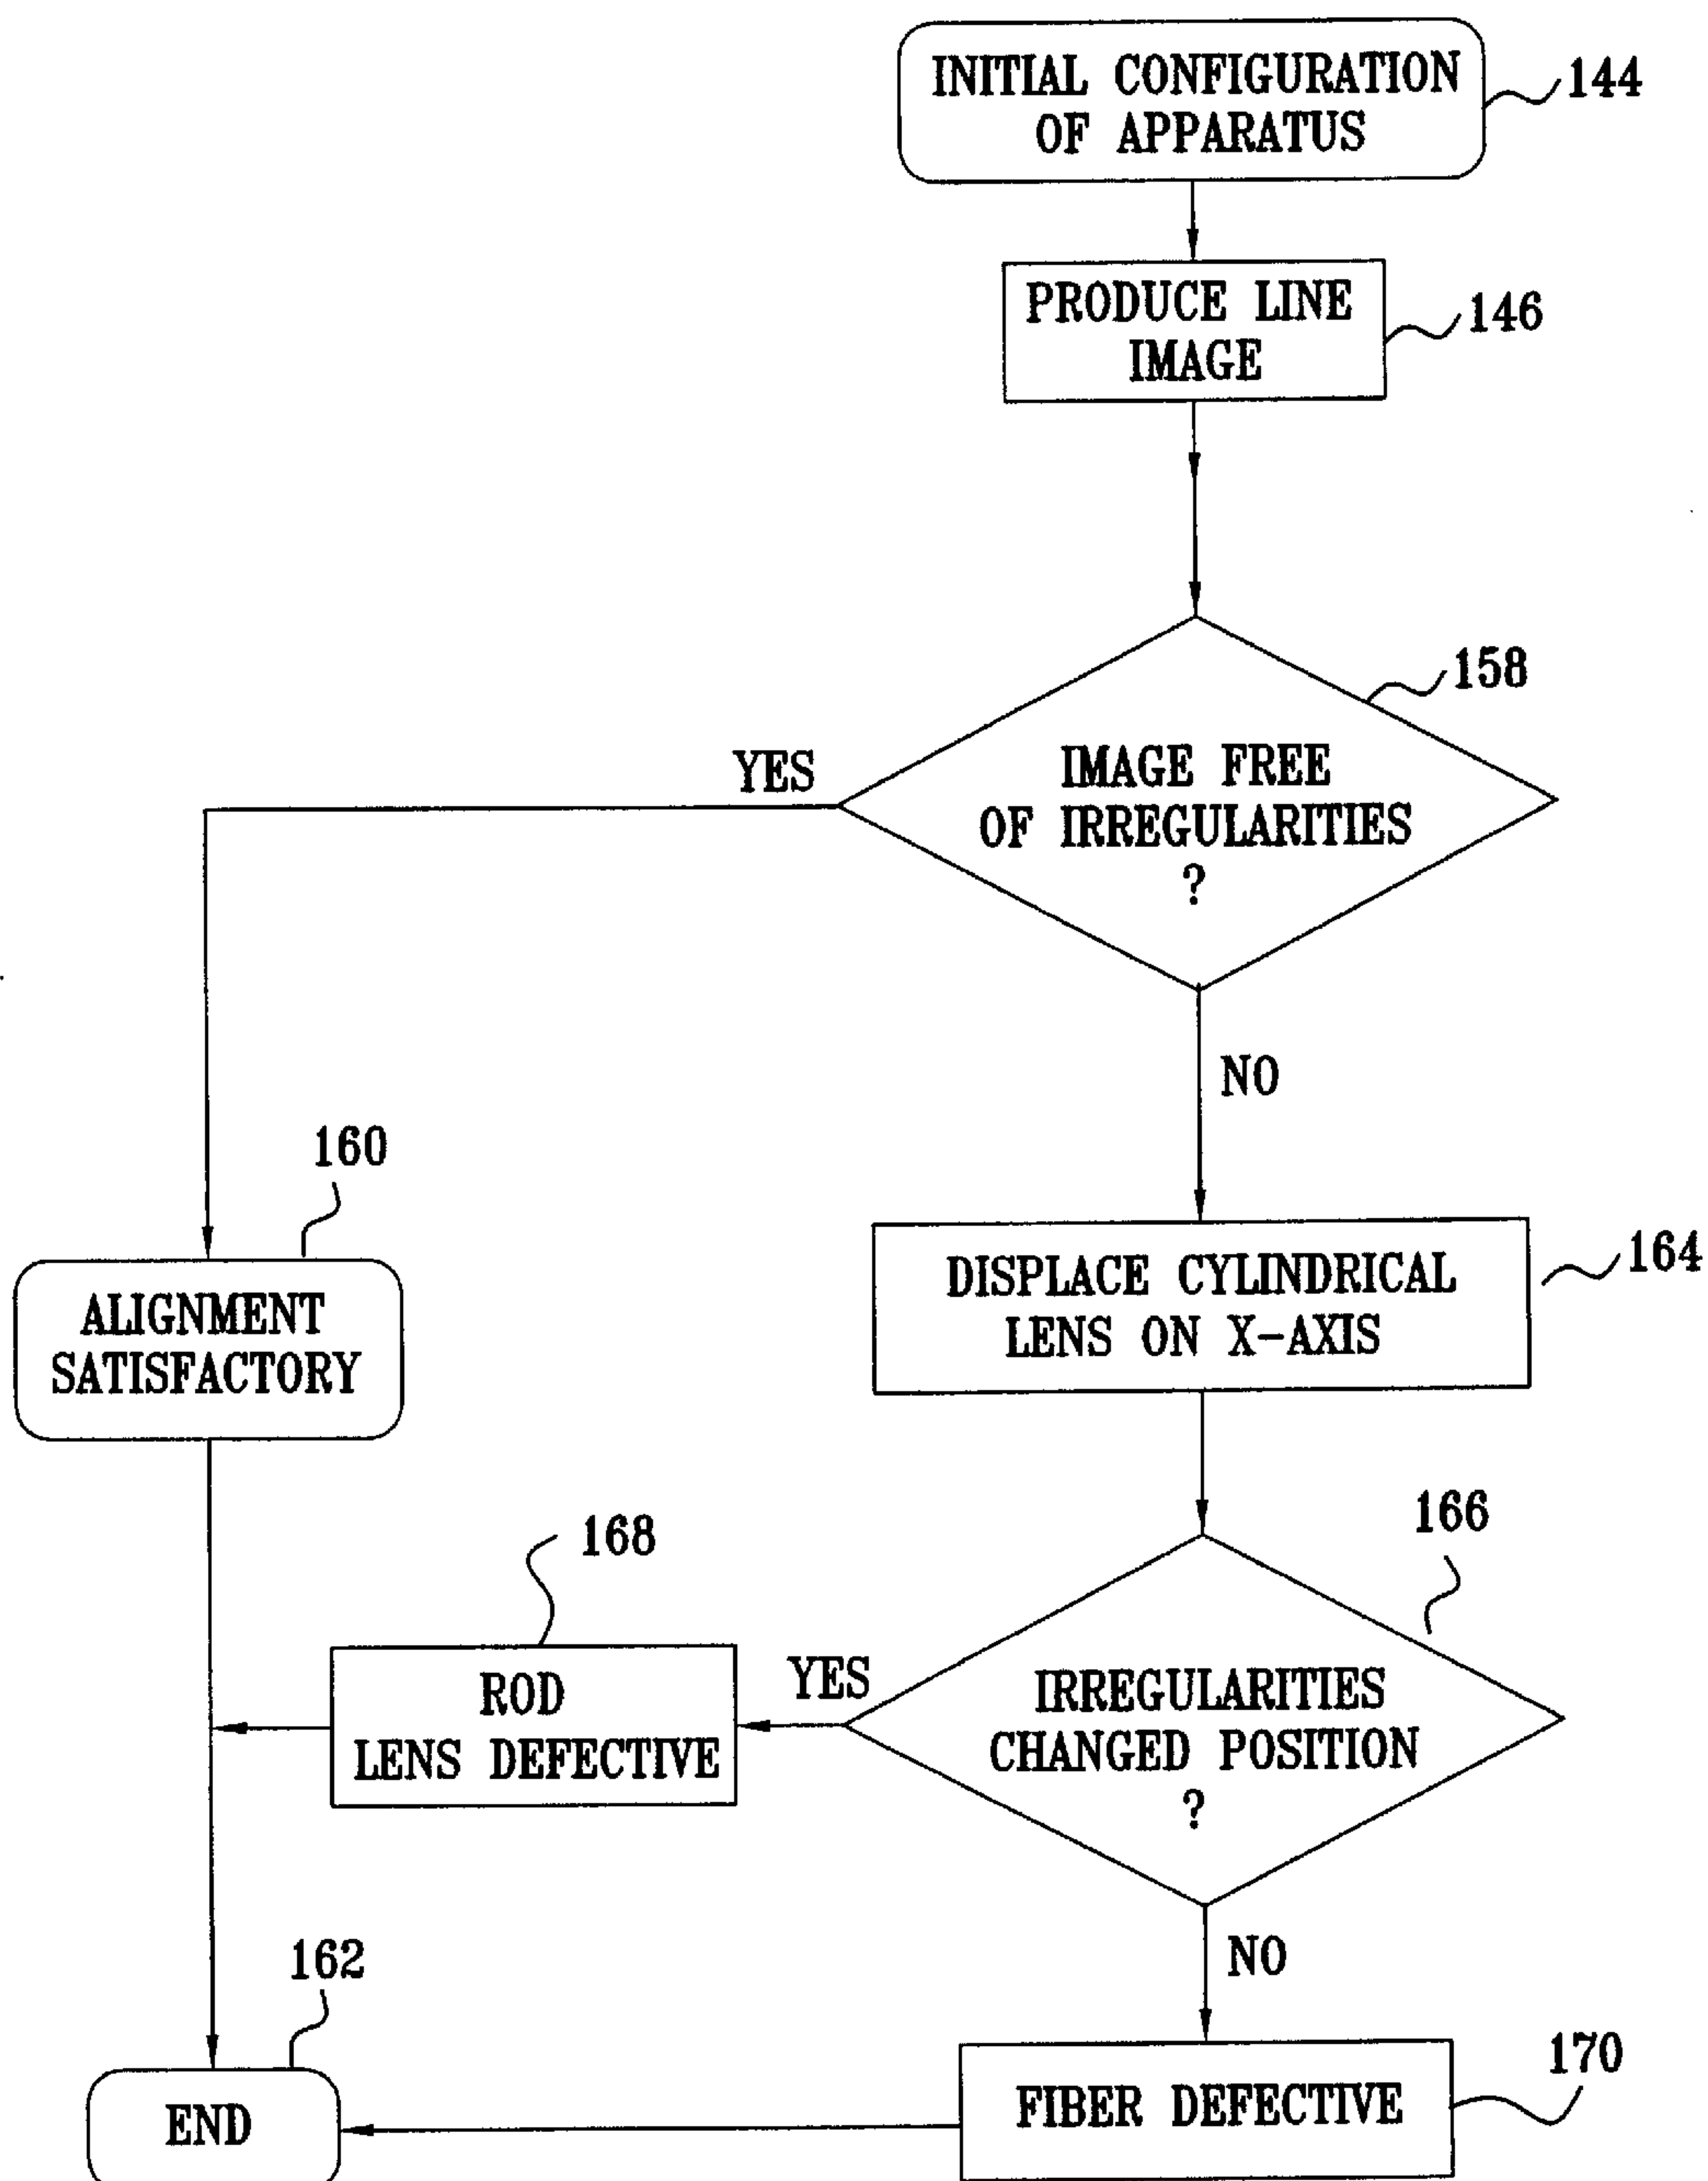 INITIAL CONFIGURATION
OF APPARATUS
144
PRODUCE LINE
IMAGE
146
158
IMAGE FREE
OF IRREGULARITIES
?
YES
NO
160
ALIGNMENT
SATISFACTORY
DISPLACE CYLINDRICAL
LENS ON X-AXIS
164
166
IRREGULARITIES
CHANGED POSITION
?
YES
168
ROD
LENS DEFECTIVE
NO
162
END
FIBER DEFECTIVE
170